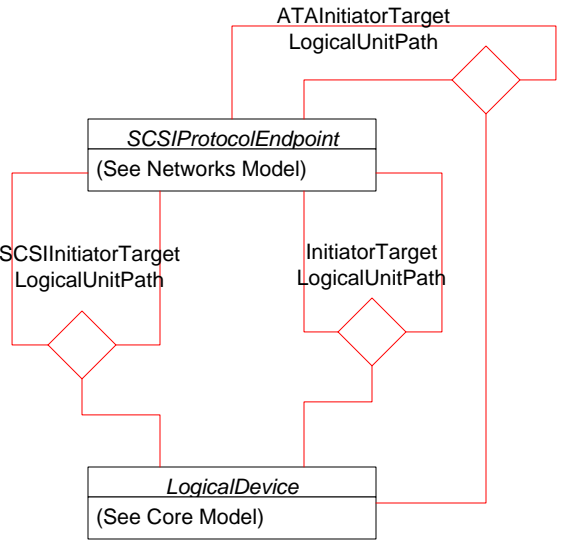 ATAInitiatorTarget
LogicalUnitPath
SCSIProtocolEndpoint
(See Networks Model)
SCSIInitiatorTarget
LogicalUnitPath
InitiatorTarget
LogicalUnitPath
LogicalDevice
(See Core Model)